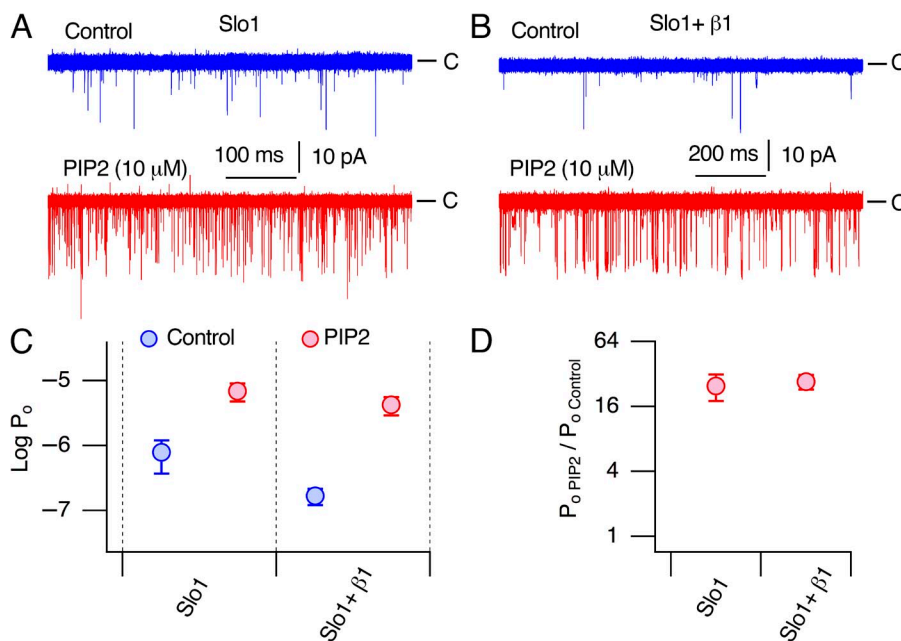 A
Control
Slo1
C
100 ms
10 pA
PIP2 (10 μM)
C
B
Control
Slo1+ β1
C
200 ms
10 pA
PIP2 (10 μM)
C
C
Control
PIP2
Log Po
−5
−6
−7
Slo1
Slo1+ β1
D
Po PIP2 / Po Control
64
16
4
1
Slo1
Slo1+ β1